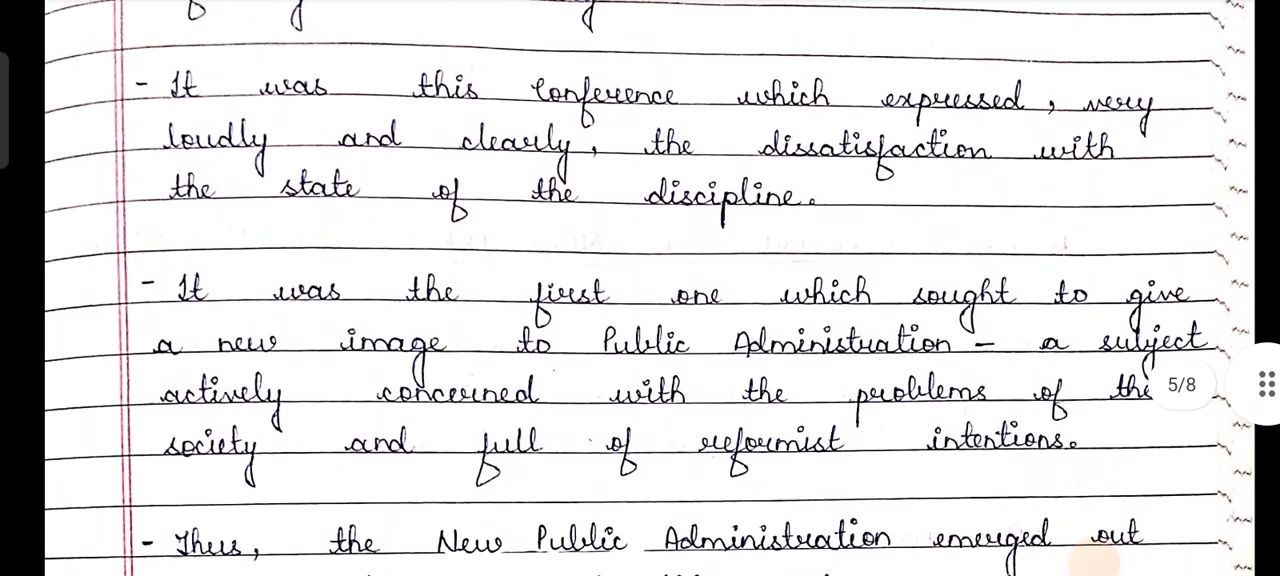 - It was this Conference which expressed, very
loudly and clearly, the dissatisfaction with
the state of the discipline.
- It was the first one which sought to give
a new image to Public Administration - a subject
actively concerned with the problems of the
5/8
society and full of reformist intentions.
- Thus, the New Public Administration emerged out